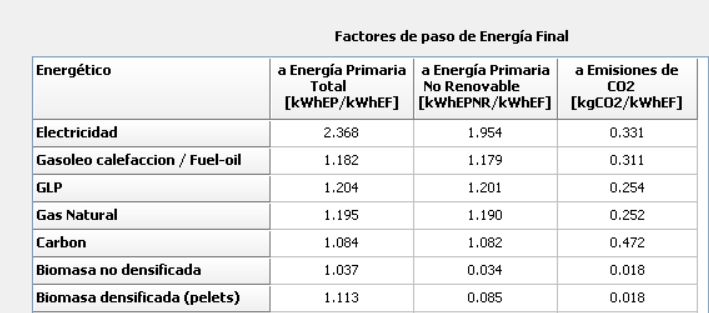 Factores de paso de Energía Final
Energético
a Energía Primaria Total [kWhEP/kWhEF]
a Energía Primaria No Renovable [kWhEPNR/kWhEF]
a Emisiones de CO2 [kgCO2/kWhEF]
Electricidad 2.368 1.954 0.331
Gasoleo calefaccion / Fuel-oil 1.182 1.179 0.311
GLP 1.204 1.201 0.254
Gas Natural 1.195 1.190 0.252
Carbon 1.084 1.082 0.472
Biomasa no densificada 1.037 0.034 0.018
Biomasa densificada (pelets) 1.113 0.085 0.018